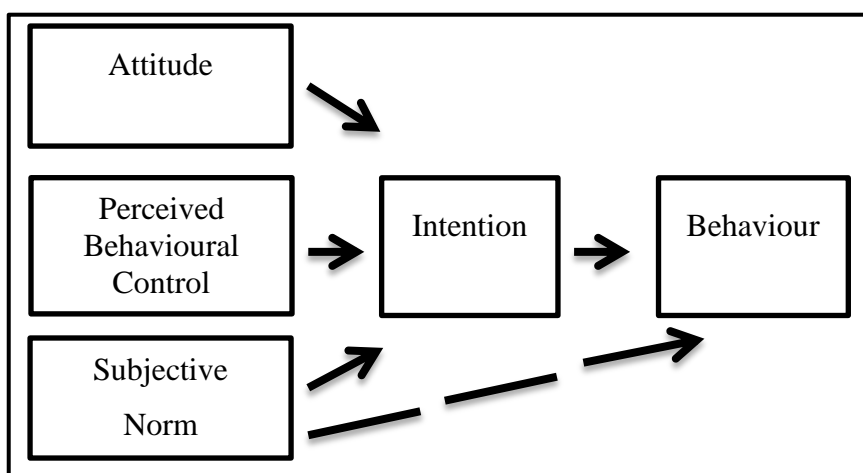 Attitude
Perceived
Behavioural
Control
Intention
Behaviour
Subjective
Norm